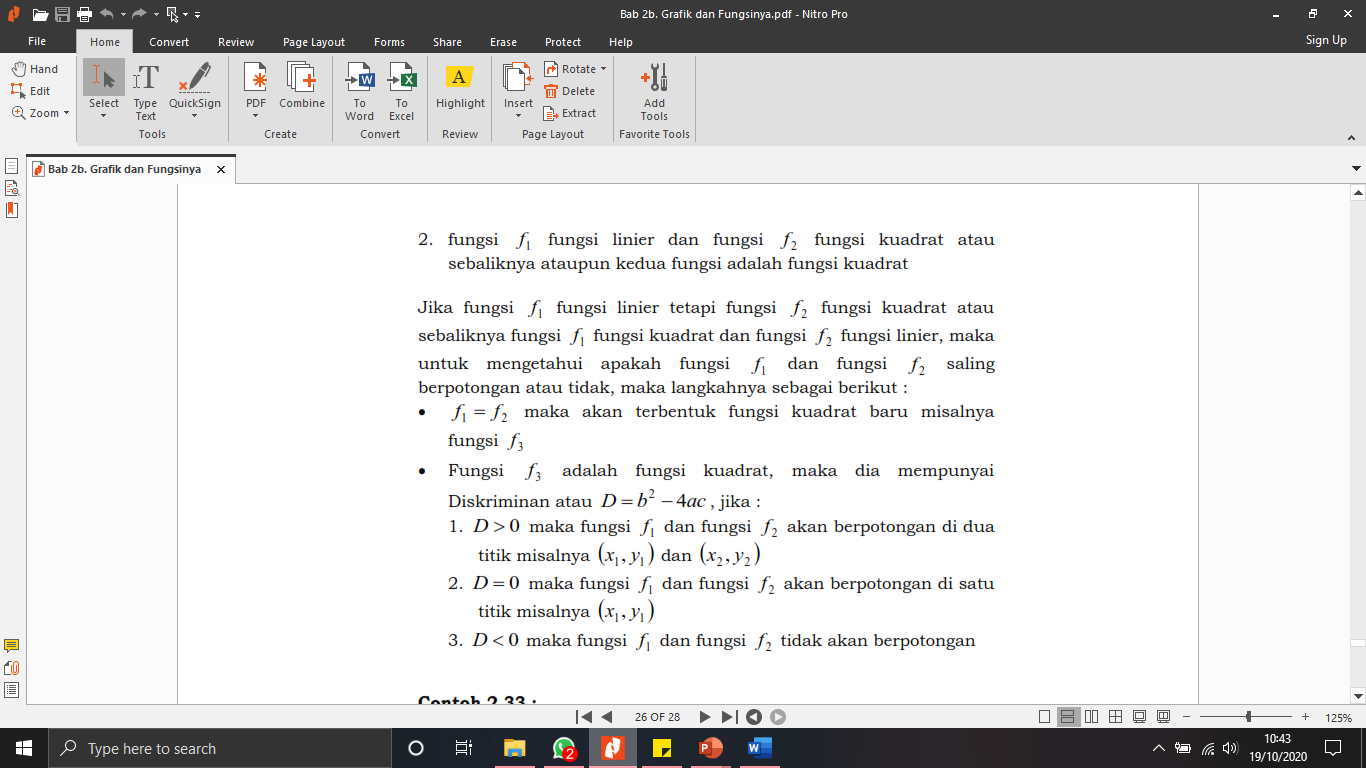 Bab 2b. Grafik dan Fungsinya.pdf - Nitro Pro
File Home Convert Review Page Layout Forms Share Erase Protect Help Sign Up
Hand
Edit
Zoom
Select
Type Text
QuickSign
Tools
PDF
Combine
Create
To Word
To Excel
Convert
Highlight
Review
Insert
Rotate
Delete
Extract
Page Layout
Add Tools
Favorite Tools
Bab 2b. Grafik dan Fungsinya
2. fungsi f₁ fungsi linier dan fungsi f₂ fungsi kuadrat atau
sebaliknya ataupun kedua fungsi adalah fungsi kuadrat
Jika fungsi f₁ fungsi linier tetapi fungsi f₂ fungsi kuadrat atau
sebaliknya fungsi f₁ fungsi kuadrat dan fungsi f₂ fungsi linier, maka
untuk mengetahui apakah fungsi f₁ dan fungsi f₂ saling
berpotongan atau tidak, maka langkahnya sebagai berikut :
• f₁ = f₂ maka akan terbentuk fungsi kuadrat baru misalnya
fungsi f₃
• Fungsi f₃ adalah fungsi kuadrat, maka dia mempunyai
Diskriminan atau D = b² − 4ac , jika :
1. D > 0 maka fungsi f₁ dan fungsi f₂ akan berpotongan di dua
titik misalnya (x₁, y₁) dan (x₂, y₂)
2. D = 0 maka fungsi f₁ dan fungsi f₂ akan berpotongan di satu
titik misalnya (x₁, y₁)
3. D < 0 maka fungsi f₁ dan fungsi f₂ tidak akan berpotongan
Contoh 2.33 :
26 OF 28
125%
Type here to search
2
10:43
19/10/2020